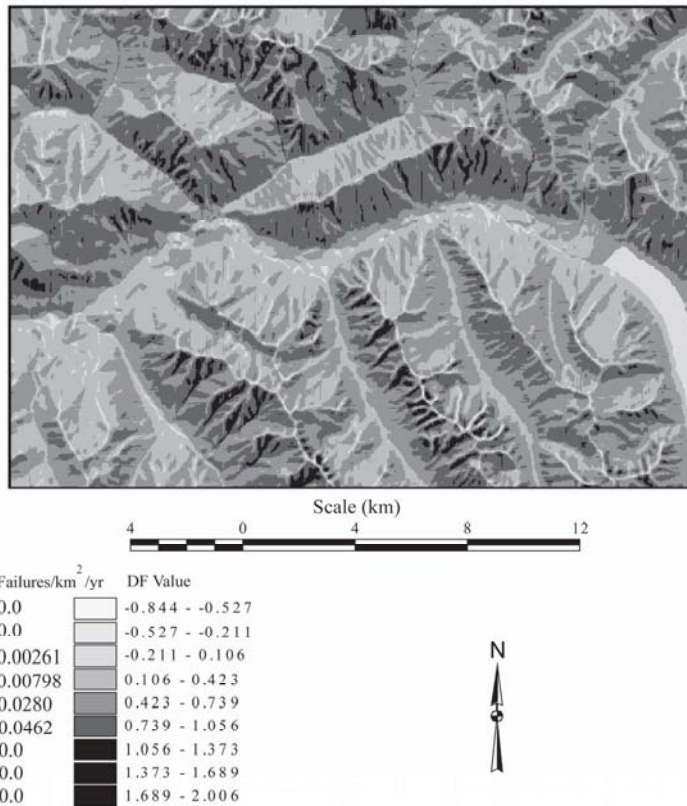 Scale (km)
4 0 4 8 12
Failures/km²/yr DF Value
0.0 -0.844 - -0.527
0.0 -0.527 - -0.211
0.00261 -0.211 - 0.106
0.00798 0.106 - 0.423
0.0280 0.423 - 0.739
0.0462 0.739 - 1.056
0.0 1.056 - 1.373
0.0 1.373 - 1.689
0.0 1.689 - 2.006
N